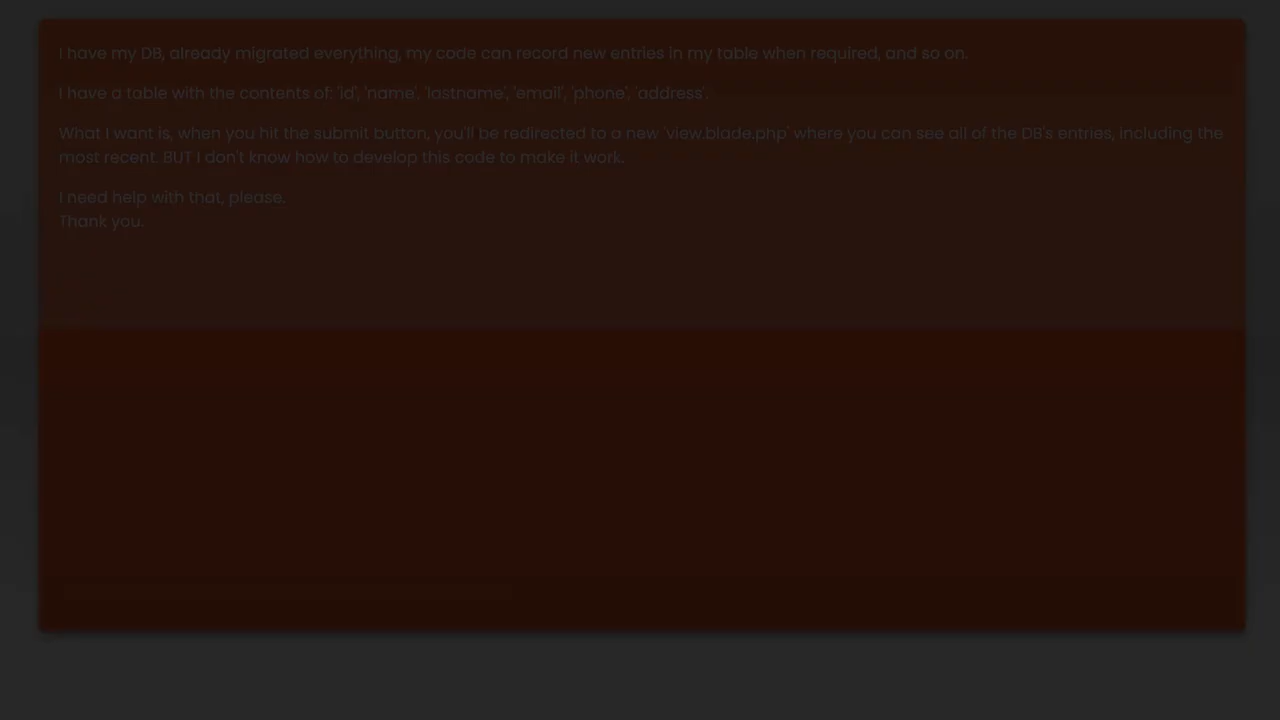 I have my DB, already migrated everything, my code can record new entries in my table when required, and so on.
I have a table with the contents of: 'id', 'name', 'lastname', 'email', 'phone', 'address'.
What I want is, when you hit the submit button, you'll be redirected to a new 'view.blade.php' where you can see all of the DB's entries, including the
most recent. BUT I don't know how to develop this code to make it work.
I need help with that, please.
Thank you.